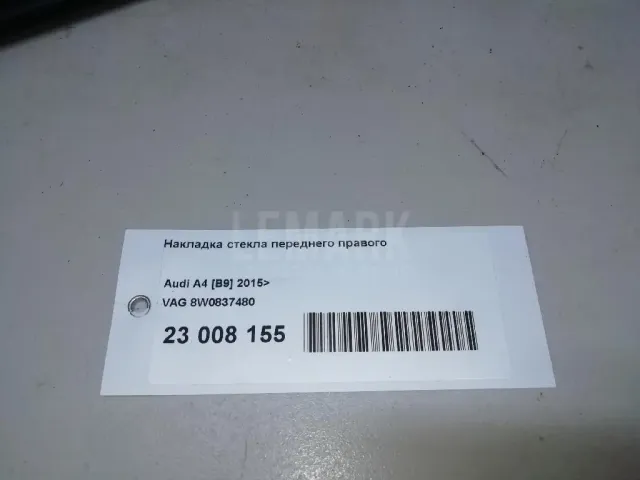 LEMARK
Накладка стекла переднего правого
Audi A4 [B9] 2015>
VAG 8W0837480
23 008 155